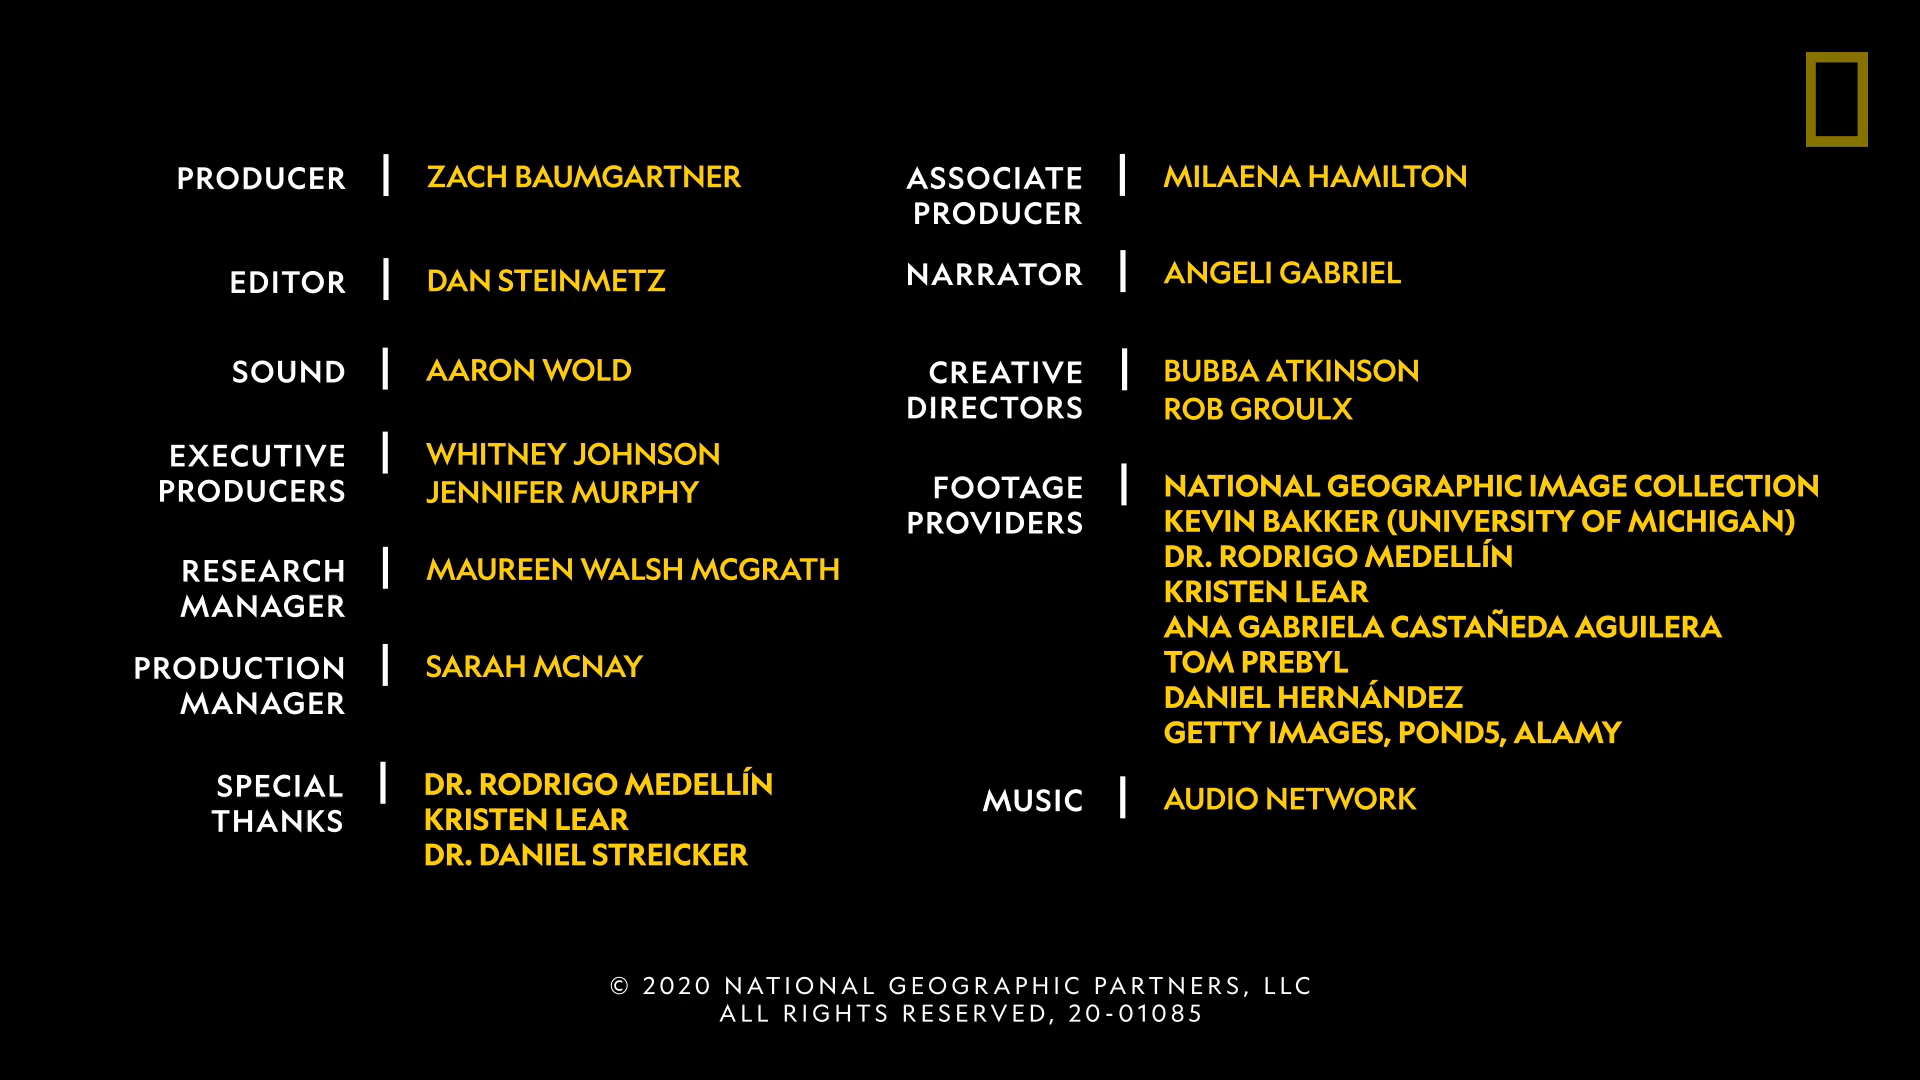 PRODUCER | ZACH BAUMGARTNER
EDITOR | DAN STEINMETZ
SOUND | AARON WOLD
EXECUTIVE PRODUCERS | WHITNEY JOHNSON
JENNIFER MURPHY
RESEARCH MANAGER | MAUREEN WALSH MCGRATH
PRODUCTION MANAGER | SARAH MCNAY
SPECIAL THANKS | DR. RODRIGO MEDELLÍN
KRISTEN LEAR
DR. DANIEL STREICKER
ASSOCIATE PRODUCER | MILAENA HAMILTON
NARRATOR | ANGELI GABRIEL
CREATIVE DIRECTORS | BUBBA ATKINSON
ROB GROULX
FOOTAGE PROVIDERS | NATIONAL GEOGRAPHIC IMAGE COLLECTION
KEVIN BAKKER (UNIVERSITY OF MICHIGAN)
DR. RODRIGO MEDELLÍN
KRISTEN LEAR
ANA GABRIELA CASTAÑEDA AGUILERA
TOM PREBYL
DANIEL HERNÁNDEZ
GETTY IMAGES, POND5, ALAMY
MUSIC | AUDIO NETWORK
© 2020 NATIONAL GEOGRAPHIC PARTNERS, LLC
ALL RIGHTS RESERVED, 20-01085